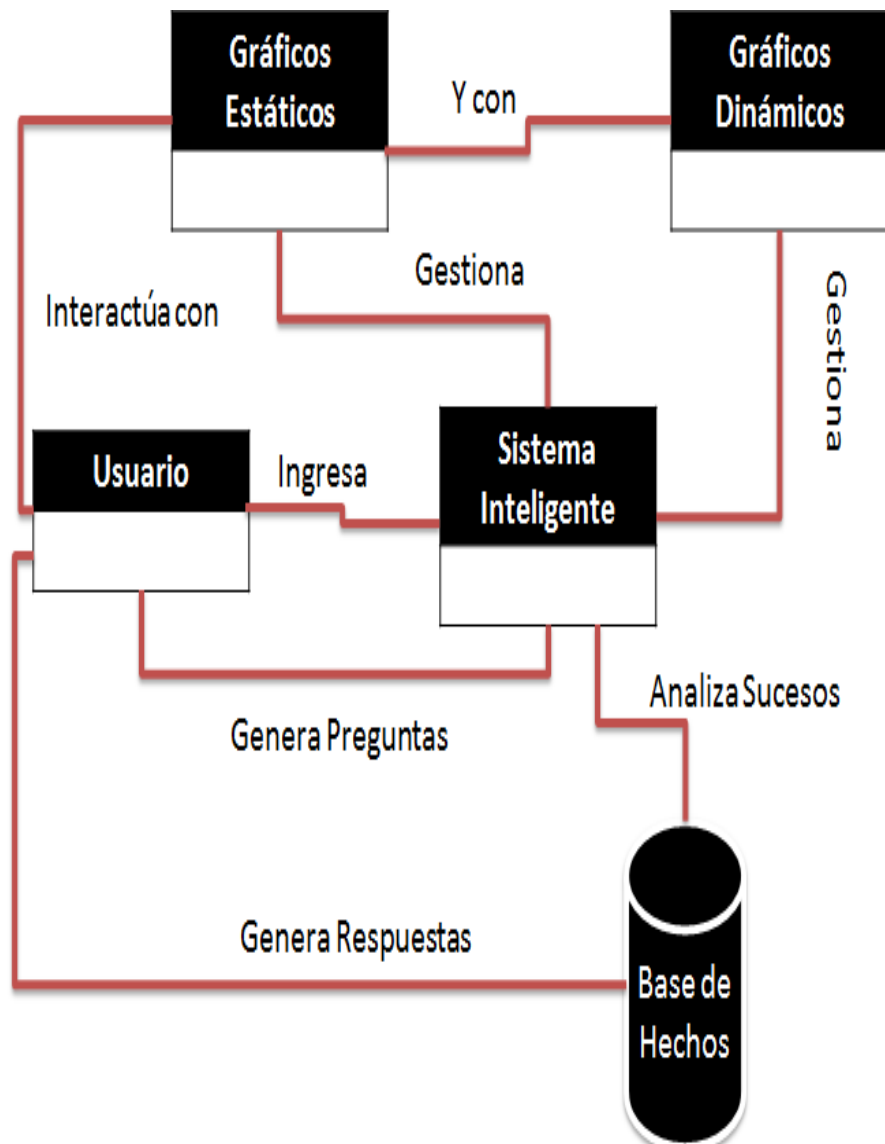 Gráficos
Estáticos
Y con
Gráficos
Dinámicos
Interactúa con
Gestiona
Gestiona
Usuario
Ingresa
Sistema
Inteligente
Genera Preguntas
Analiza Sucesos
Genera Respuestas
Base de
Hechos